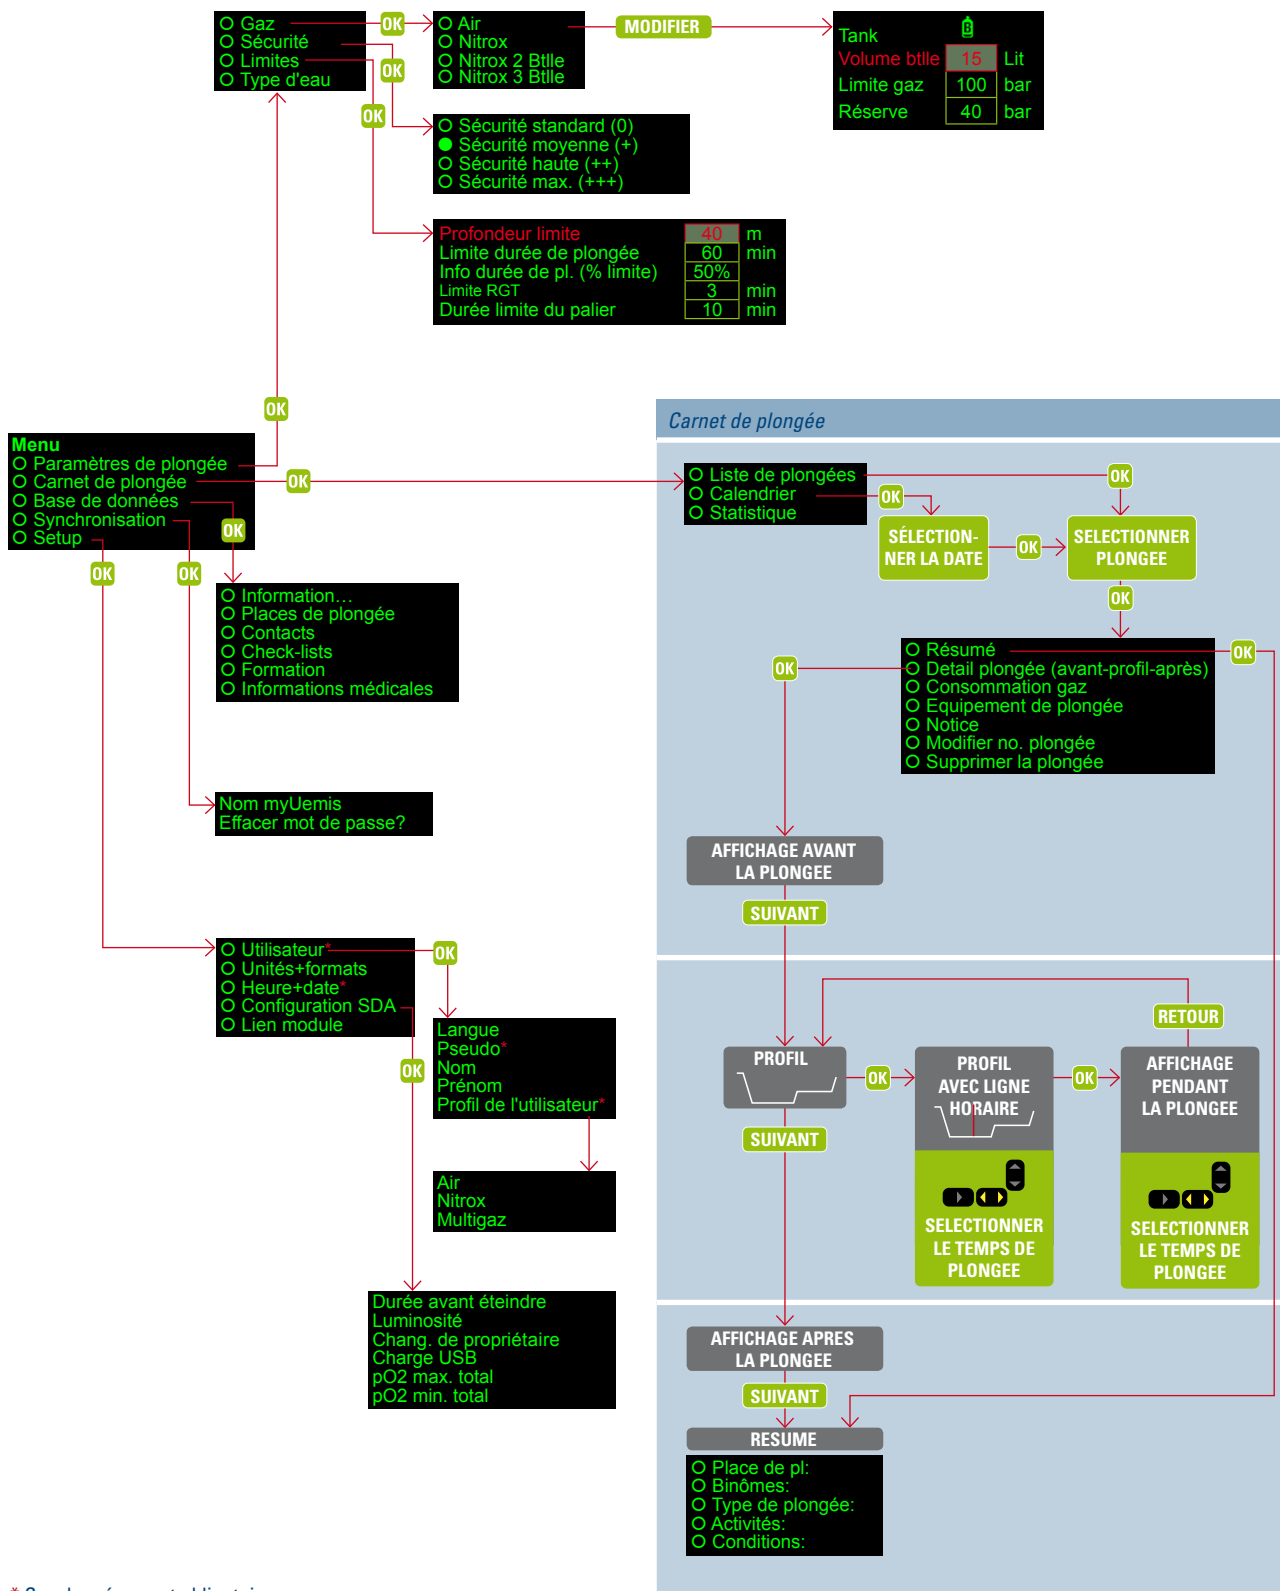 Gaz
Sécurité
Limites
Type d'eau
OK
OK
OK
Air
Nitrox
Nitrox 2 Btlle
Nitrox 3 Btlle
MODIFIER
Tank B
Volume btlle 15 Lit
Limite gaz 100 bar
Réserve 40 bar
Sécurité standard (0)
Sécurité moyenne (+)
Sécurité haute (++)
Sécurité max. (+++)
Profondeur limite 40 m
Limite durée de plongée 60 min
Info durée de pl. (% limite) 50%
Limite RGT 3 min
Durée limite du palier 10 min
OK
Menu
Paramètres de plongée
Carnet de plongée
Base de données
Synchronisation
Setup
OK
OK
OK
OK
Information…
Places de plongée
Contacts
Check-lists
Formation
Informations médicales
Nom myUemis
Effacer mot de passe?
Utilisateur*
Unités+formats
Heure+date*
Configuration SDA
Lien module
OK
OK
Langue
Pseudo*
Nom
Prénom
Profil de l'utilisateur*
Air
Nitrox
Multigaz
Durée avant éteindre
Luminosité
Chang. de propriétaire
Charge USB
pO2 max. total
pO2 min. total
Carnet de plongée
Liste de plongées
Calendrier
Statistique
OK
OK
SÉLECTION-
NER LA DATE
OK
SELECTIONNER
PLONGEE
OK
Résumé
Detail plongée (avant-profil-après)
Consommation gaz
Equipement de plongée
Notice
Modifier no. plongée
Supprimer la plongée
OK
OK
AFFICHAGE AVANT
LA PLONGEE
SUIVANT
RETOUR
PROFIL
OK
PROFIL
AVEC LIGNE
HORAIRE
OK
AFFICHAGE
PENDANT
LA PLONGEE
SUIVANT
SELECTIONNER
LE TEMPS DE
PLONGEE
SELECTIONNER
LE TEMPS DE
PLONGEE
AFFICHAGE APRES
LA PLONGEE
SUIVANT
RESUME
Place de pl:
Binômes:
Type de plongée:
Activités:
Conditions: